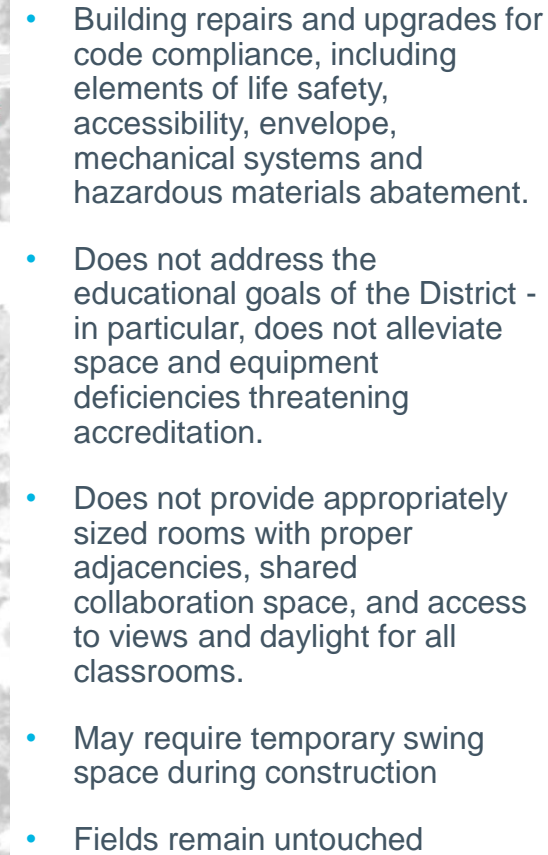 • Building repairs and upgrades for
code compliance, including
elements of life safety,
accessibility, envelope,
mechanical systems and
hazardous materials abatement.
• Does not address the
educational goals of the District -
in particular, does not alleviate
space and equipment
deficiencies threatening
accreditation.
• Does not provide appropriately
sized rooms with proper
adjacencies, shared
collaboration space, and access
to views and daylight for all
classrooms.
• May require temporary swing
space during construction
• Fields remain untouched